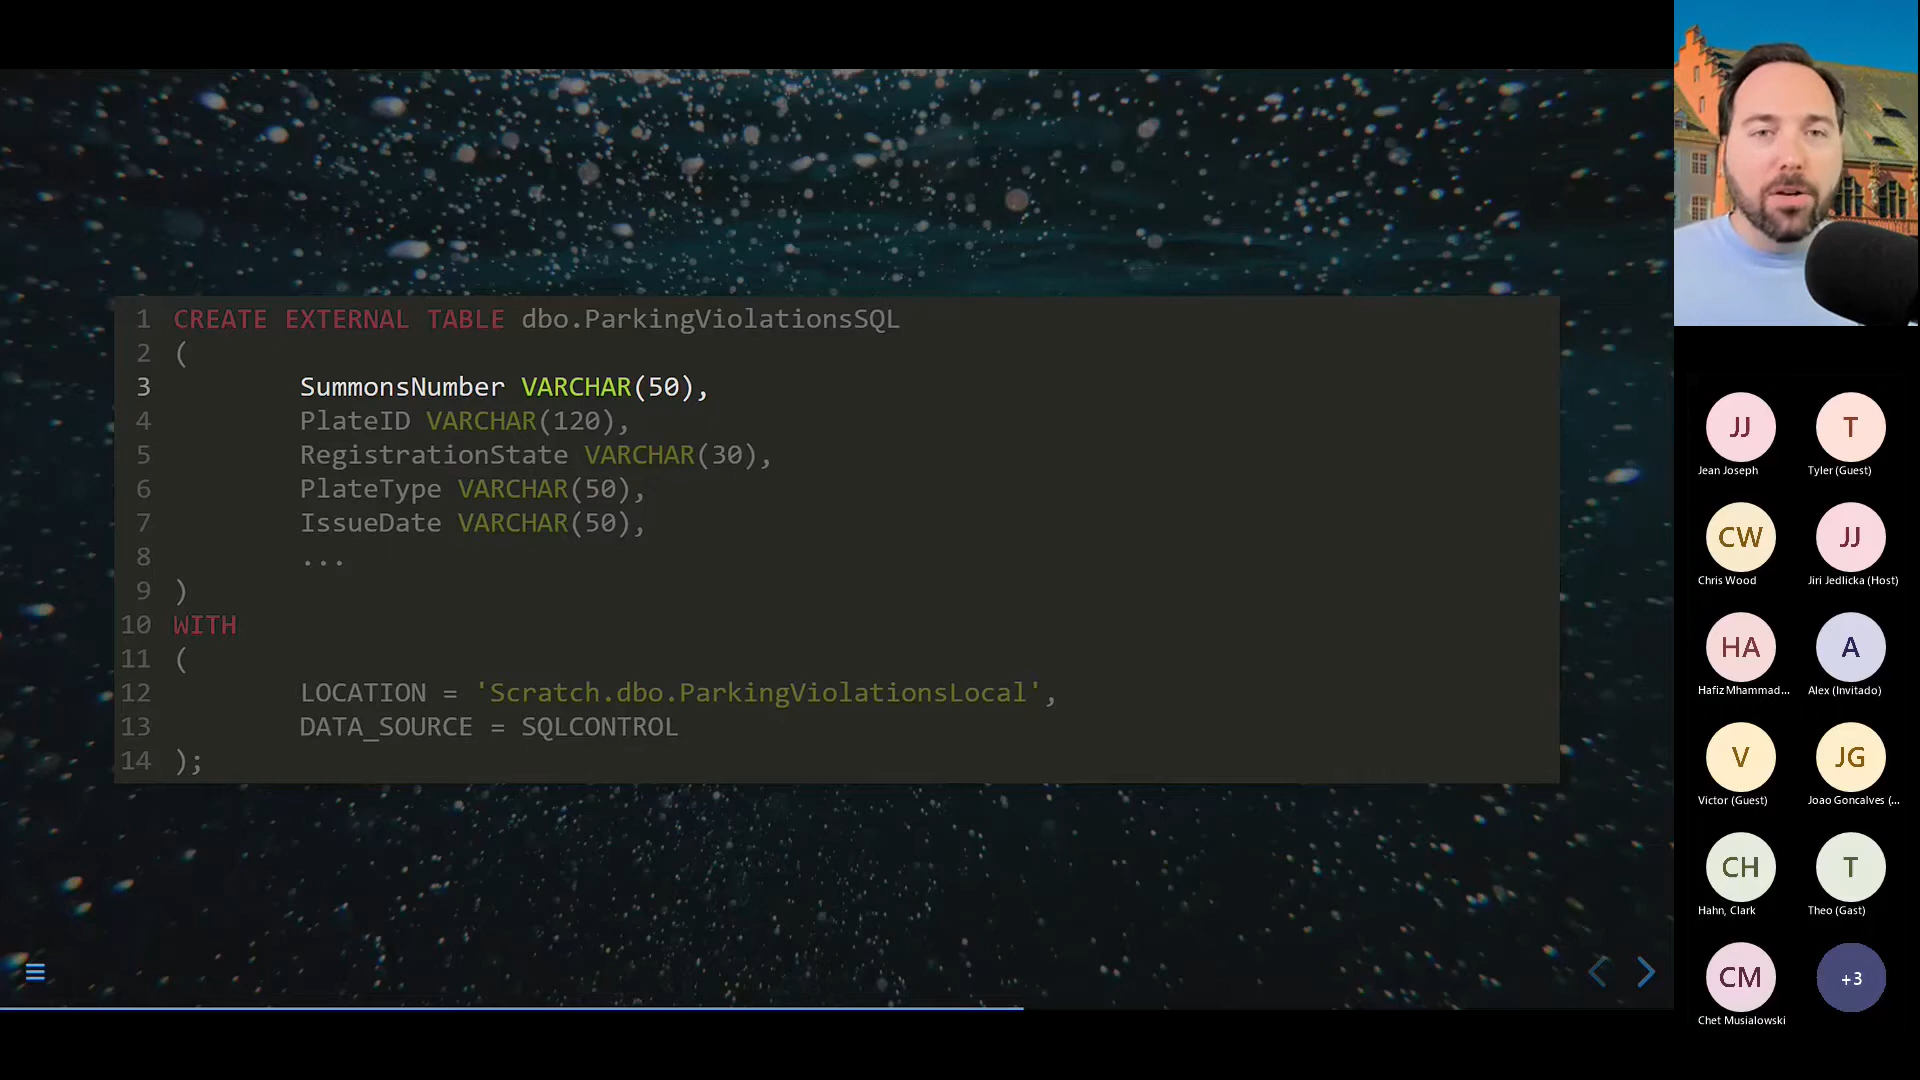 1 CREATE EXTERNAL TABLE dbo.ParkingViolationsSQL
2 (
3 SummonsNumber VARCHAR(50),
4 PlateID VARCHAR(120),
5 RegistrationState VARCHAR(30),
6 PlateType VARCHAR(50),
7 IssueDate VARCHAR(50),
8 ...
9 )
10 WITH
11 (
12 LOCATION = 'Scratch.dbo.ParkingViolationsLocal',
13 DATA_SOURCE = SQLCONTROL
14 );
JJ
Jean Joseph
T
Tyler (Guest)
CW
Chris Wood
JJ
Jiri Jedlicka (Host)
HA
Hafiz Mhammad...
A
Alex (Invitado)
V
Victor (Guest)
JG
Joao Goncalves (...
CH
Hahn, Clark
T
Theo (Gast)
CM
Chet Musialowski
+3